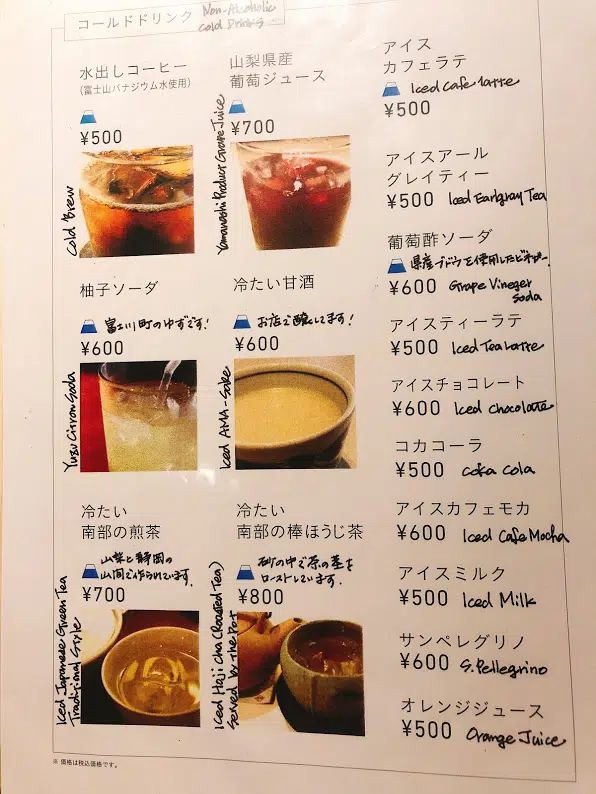 コールドドリンク
Non-Alcoholic
Cold Drinks
水出しコーヒー
(富士山バナジウム水使用)
¥500
Cold Brew
山梨県産
葡萄ジュース
¥700
Yamanashi Product Grape Juice
柚子ソーダ
富士川町のゆずです!
¥600
Yuzu Citron Soda
冷たい甘酒
お店で醸してます!
¥600
Iced AMA-Sake
冷たい
南部の煎茶
山梨と静岡の
山間で作られています。
¥700
Iced Japanese Green Tea
Traditional Style
冷たい
南部の棒ほうじ茶
砂の中で茶の茎を
ローストしています。
¥800
Iced Hoji cha (Roasted Tea)
Served by the Pot
アイス
カフェラテ
Iced Cafe latte
¥500
アイスアール
グレイティー
¥500 Iced Earlgray Tea
葡萄酢ソーダ
県産ブドウを使用したビネガー
¥600 Grape Vineger
Soda
アイスティーラテ
¥500 Iced Tea Latte
アイスチョコレート
¥600 Iced chocolatte
コカコーラ
¥500 coka cola
アイスカフェモカ
¥600 Iced Cafe Mocha
アイスミルク
¥500 Iced Milk
サンペレグリノ
¥600 S.Pellegrino
オレンジジュース
¥500 Orange Juice
※ 価格は税込価格です。